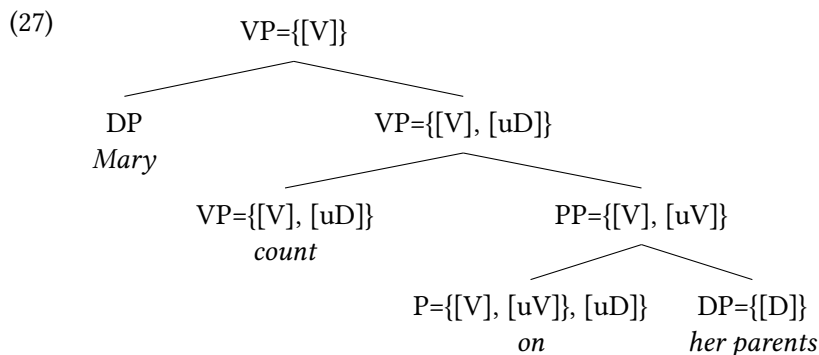 (27) VP={[V]}
DP VP={[V], [uD]}
Mary
VP={[V], [uD]} PP={[V], [uV]}
count
P={[V], [uV]}, [uD]} DP={[D]}
on her parents